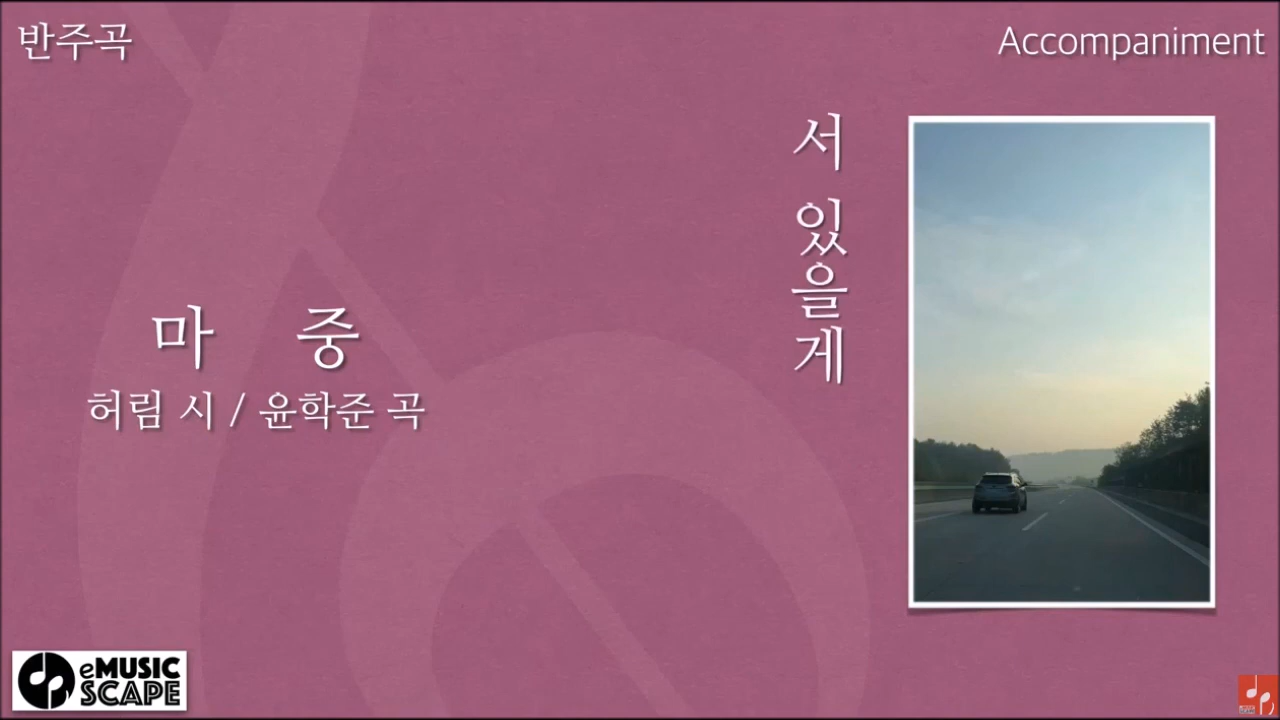 반주곡
Accompaniment
서 있을게
마 중
허림 시 / 윤학준 곡
eMUSIC
SCAPE